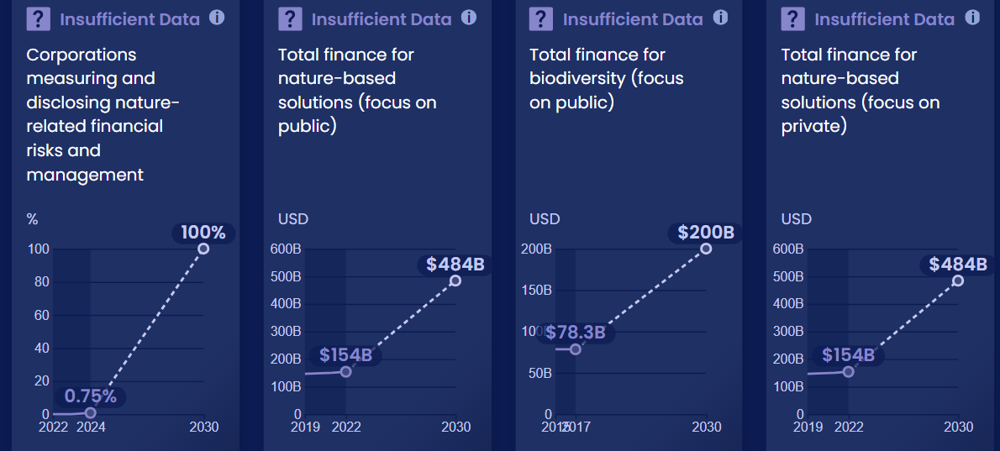 ? Insufficient Data i
Corporations
measuring and
disclosing nature-
related financial
risks and
management
%
100%
100
80
60
40
20
0.75%
0
2022 2024 2030
? Insufficient Data i
Total finance for
nature-based
solutions (focus on
public)
USD
600B
$484B
500B
400B
300B
200B
$154B
100B
0
2019 2022 2030
? Insufficient Data i
Total finance for
biodiversity (focus
on public)
USD
$200B
200B
150B
$78.3B
50B
0
2017 2030
? Insufficient Data i
Total finance for
nature-based
solutions (focus on
private)
USD
600B
$484B
500B
400B
300B
200B
$154B
100B
0
2019 2022 2030